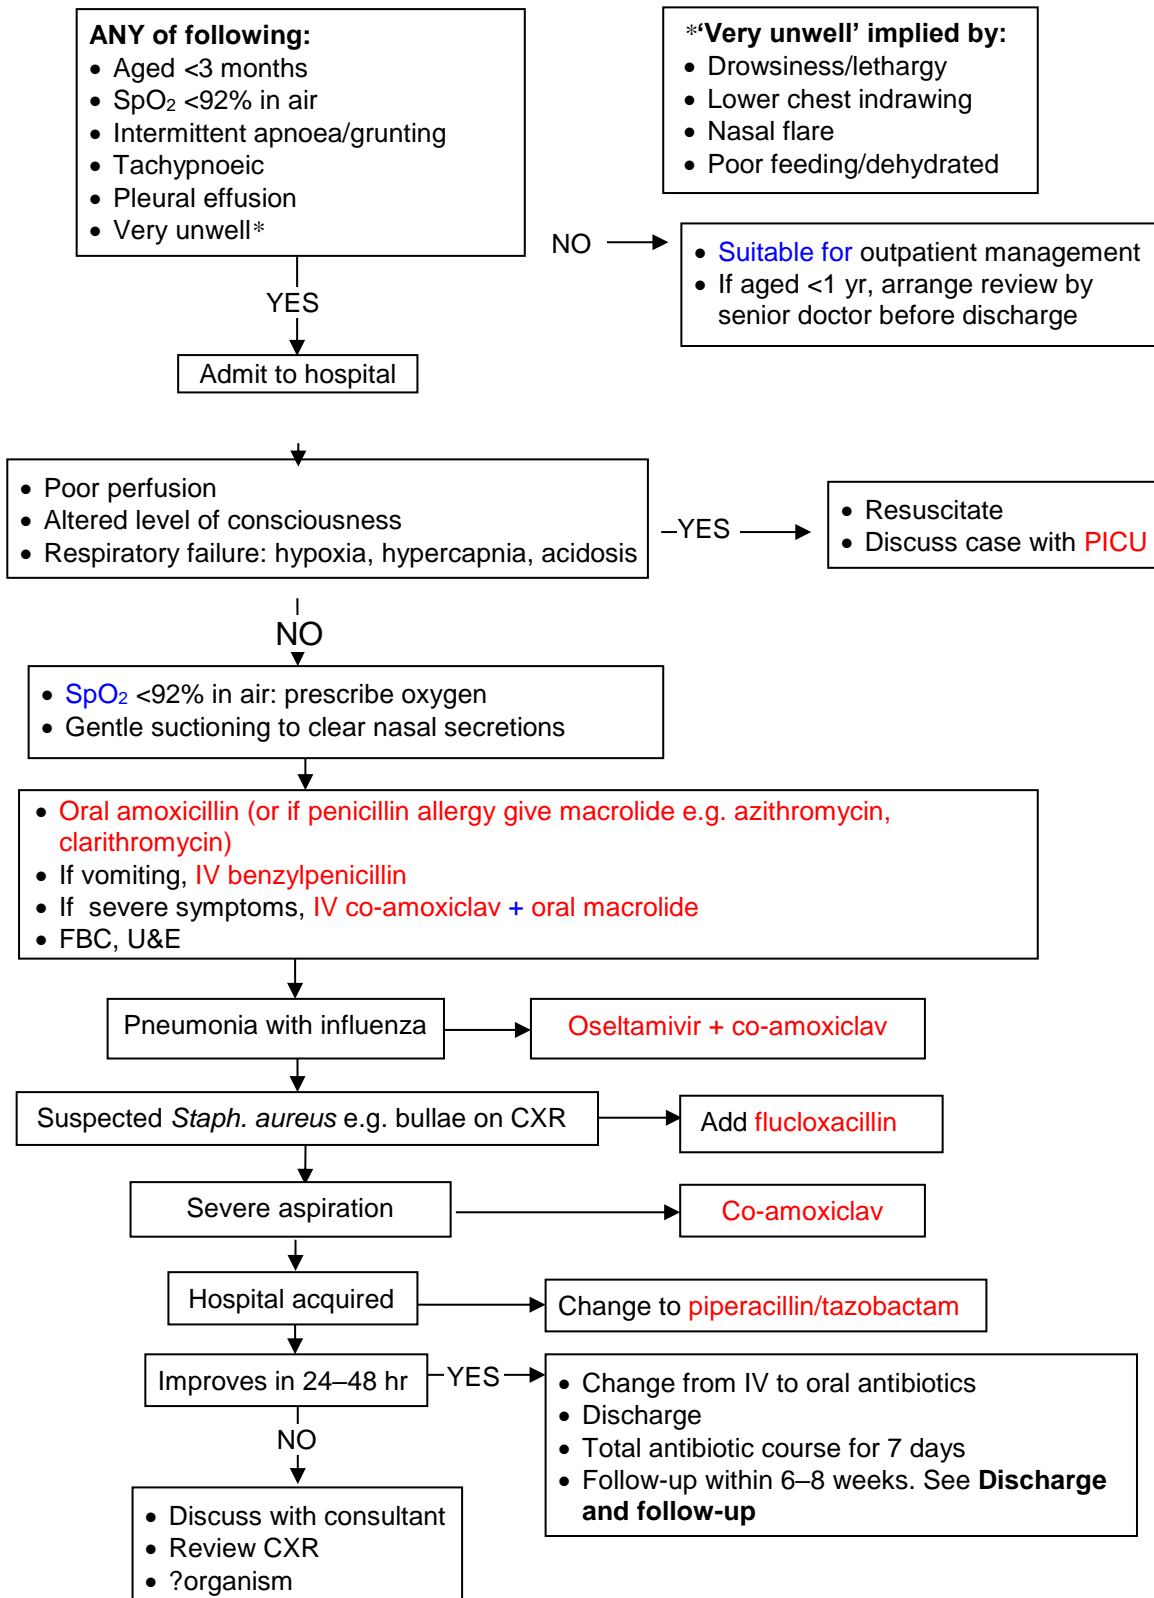 ANY of following:
• Aged <3 months
• SpO₂ <92% in air
• Intermittent apnoea/grunting
• Tachypnoeic
• Pleural effusion
• Very unwell*
*‘Very unwell’ implied by:
• Drowsiness/lethargy
• Lower chest indrawing
• Nasal flare
• Poor feeding/dehydrated
NO
• Suitable for outpatient management
• If aged <1 yr, arrange review by
senior doctor before discharge
YES
Admit to hospital
• Poor perfusion
• Altered level of consciousness
• Respiratory failure: hypoxia, hypercapnia, acidosis
YES
• Resuscitate
• Discuss case with PICU
NO
• SpO₂ <92% in air: prescribe oxygen
• Gentle suctioning to clear nasal secretions
• Oral amoxicillin (or if penicillin allergy give macrolide e.g. azithromycin,
clarithromycin)
• If vomiting, IV benzylpenicillin
• If severe symptoms, IV co-amoxiclav + oral macrolide
• FBC, U&E
Pneumonia with influenza
Oseltamivir + co-amoxiclav
Suspected Staph. aureus e.g. bullae on CXR
Add flucloxacillin
Severe aspiration
Co-amoxiclav
Hospital acquired
Change to piperacillin/tazobactam
Improves in 24–48 hr
YES
• Change from IV to oral antibiotics
• Discharge
• Total antibiotic course for 7 days
• Follow-up within 6–8 weeks. See Discharge
and follow-up
NO
• Discuss with consultant
• Review CXR
• ?organism